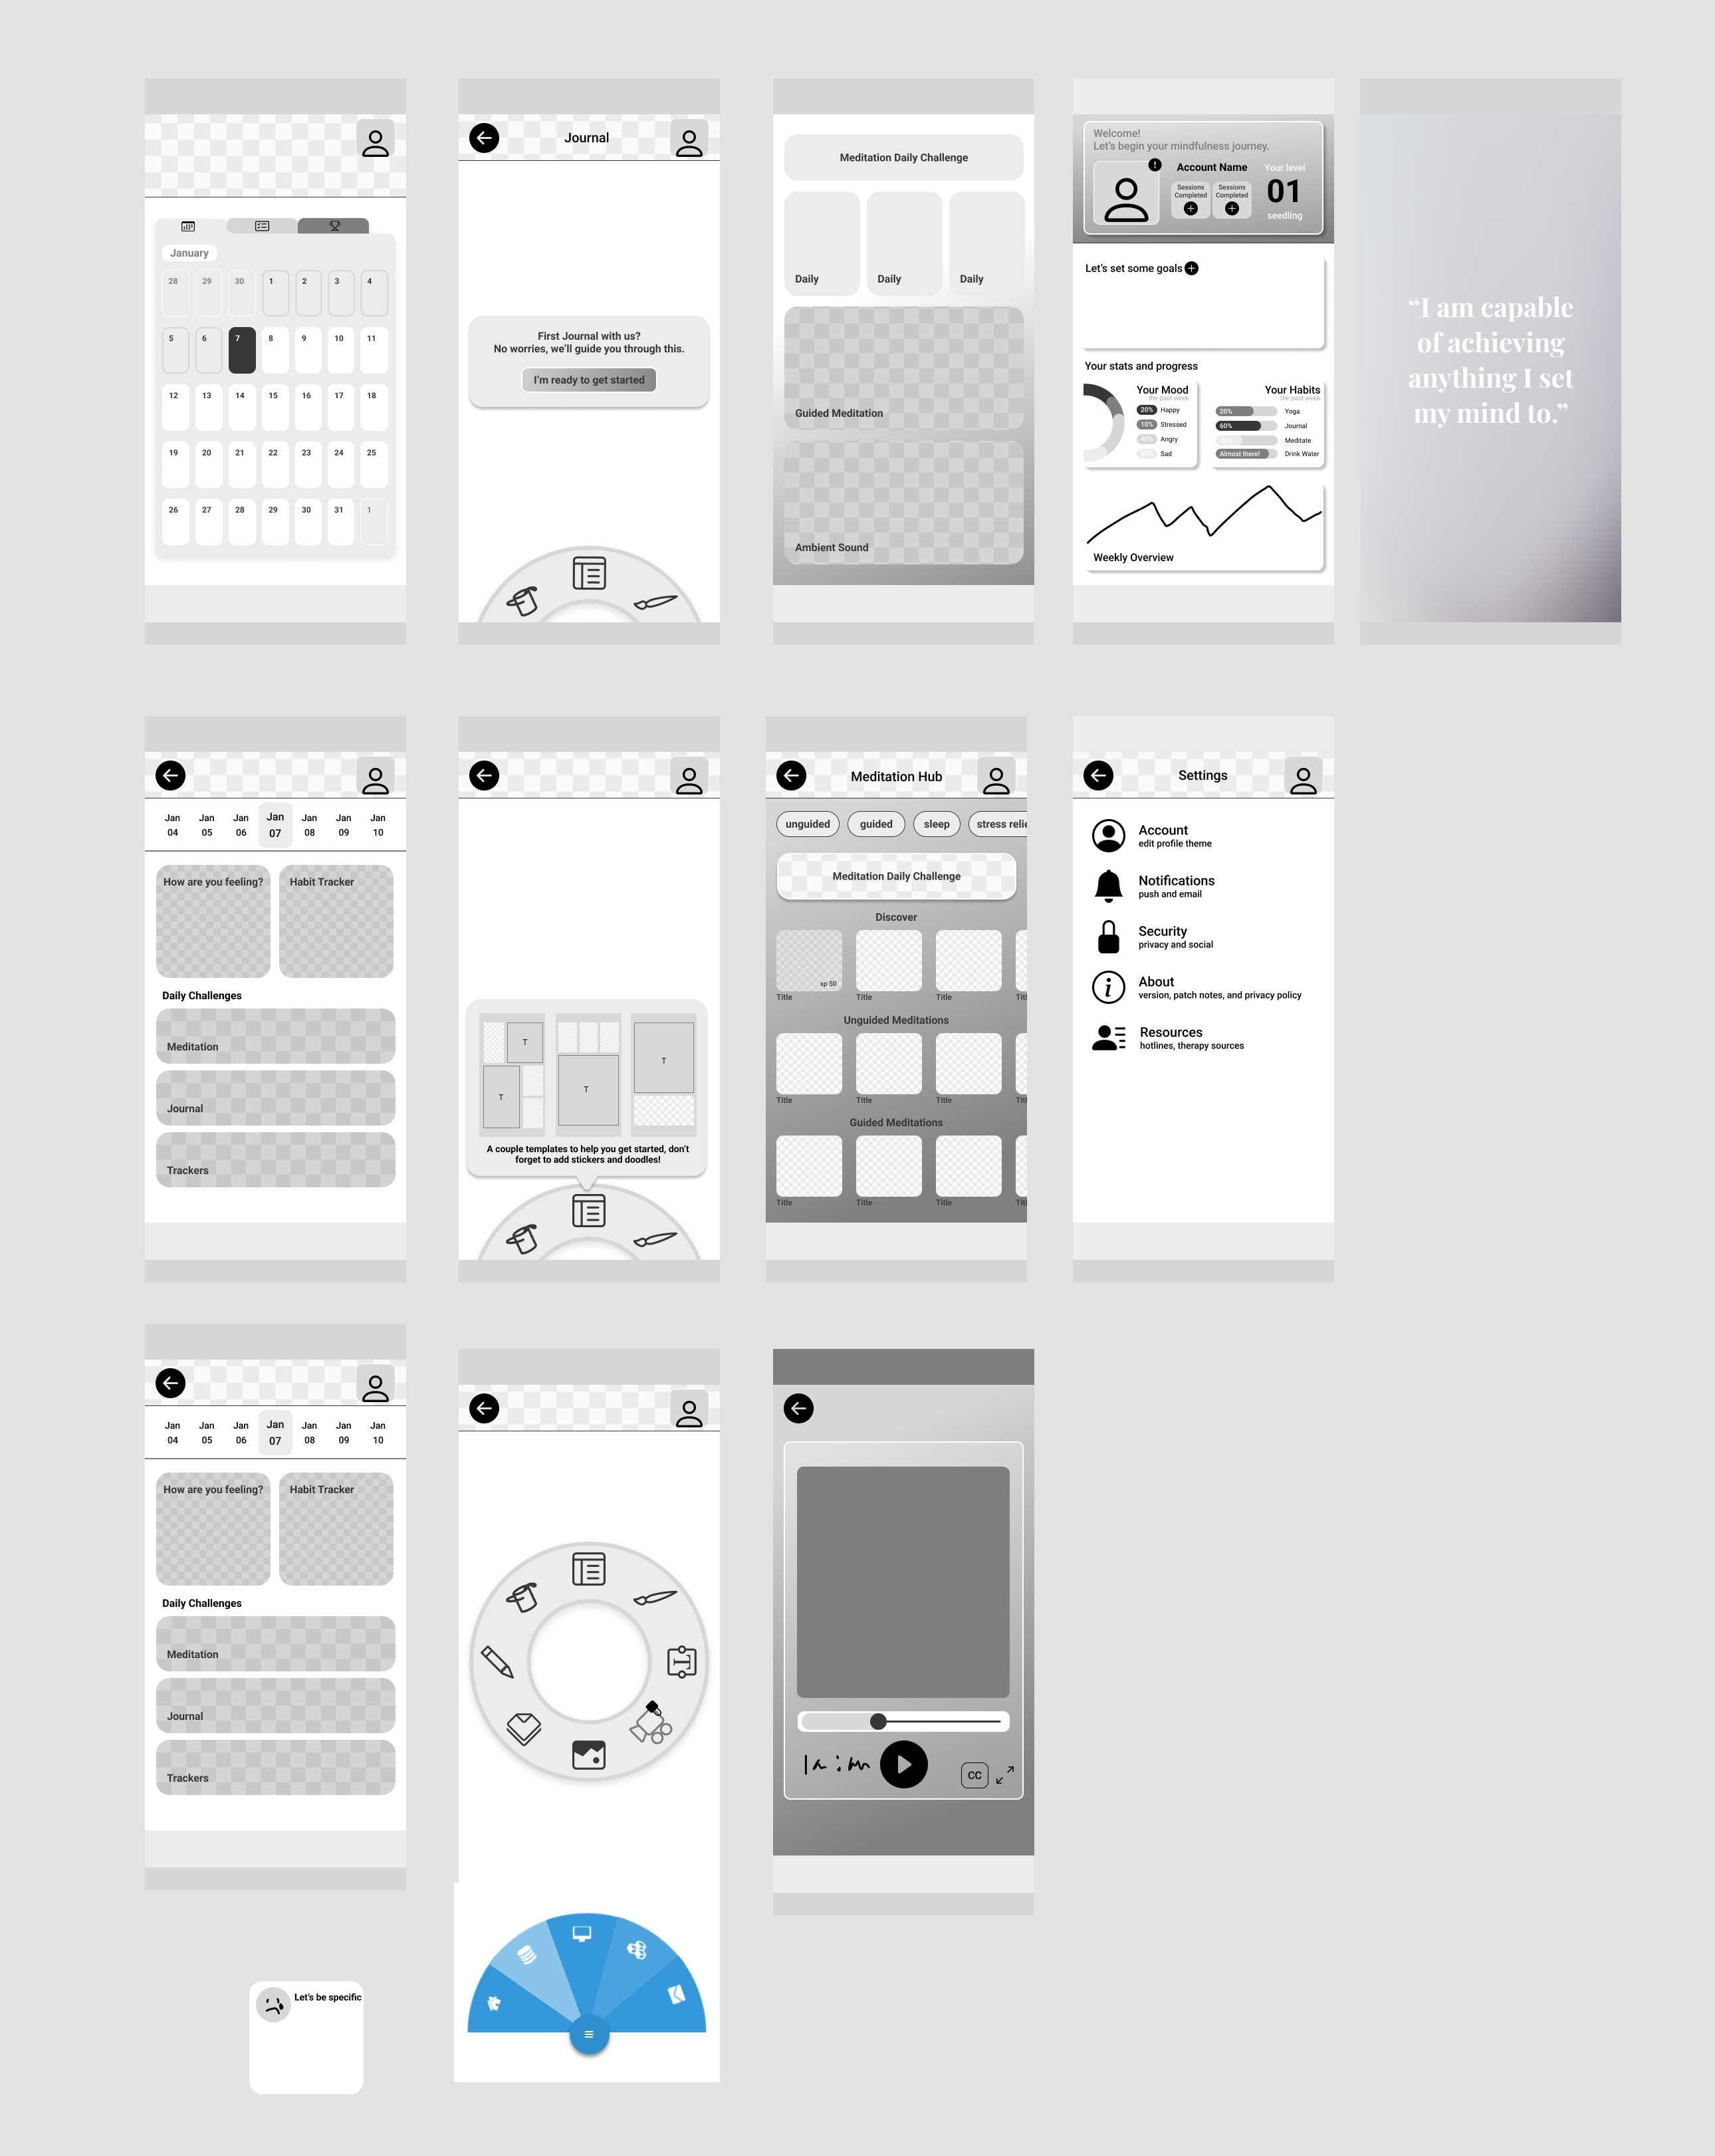 January
28 29 30 1 2 3 4
5 6 7 8 9 10 11
12 13 14 15 16 17 18
19 20 21 22 23 24 25
26 27 28 29 30 31 1
Journal
First Journal with us?
No worries, we'll guide you through this.
I'm ready to get started
Meditation Daily Challenge
Daily Daily Daily
Guided Meditation
Ambient Sound
Welcome!
Let's begin your mindfulness journey.
Account Name
Sessions Completed
Sessions Completed
Your level
01
seedling
Let's set some goals
Your stats and progress
Your Mood
the past week
20% Happy
10% Stressed
40% Angry
Sad
Your Habits
the past week
20% Yoga
60% Journal
Meditate
Almost there! Drink Water
Weekly Overview
“I am capable
of achieving
anything I set
my mind to.”
Jan Jan Jan Jan Jan Jan Jan
04 05 06 07 08 09 10
How are you feeling? Habit Tracker
Daily Challenges
Meditation
Journal
Trackers
T
T
T
T
A couple templates to help you get started, don't
forget to add stickers and doodles!
Meditation Hub
unguided guided sleep stress relie
Meditation Daily Challenge
Discover
xp 50
Title Title Title Titl
Unguided Meditations
Title Title Title Titl
Guided Meditations
Title Title Title Titl
Settings
Account
edit profile theme
Notifications
push and email
Security
privacy and social
About
version, patch notes, and privacy policy
Resources
hotlines, therapy sources
Jan Jan Jan Jan Jan Jan Jan
04 05 06 07 08 09 10
How are you feeling? Habit Tracker
Daily Challenges
Meditation
Journal
Trackers
CC
Let's be specific